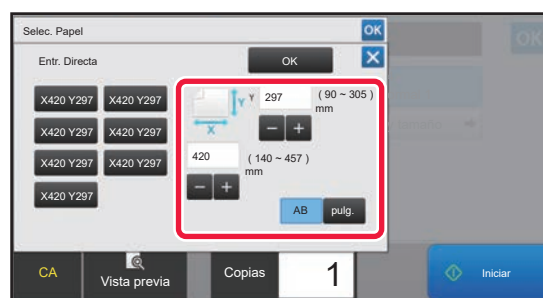 Selec. Papel
OK
OK
Entr. Directa
OK
X420 Y297
X420 Y297
X420 Y297
X420 Y297
X420 Y297
X420 Y297
X420 Y297
Y
X
Y
297
( 90 ~ 305 )
mm
− +
420
( 140 ~ 457 )
mm
− +
AB
pulg.
CA
Vista previa
Copias
1
Iniciar